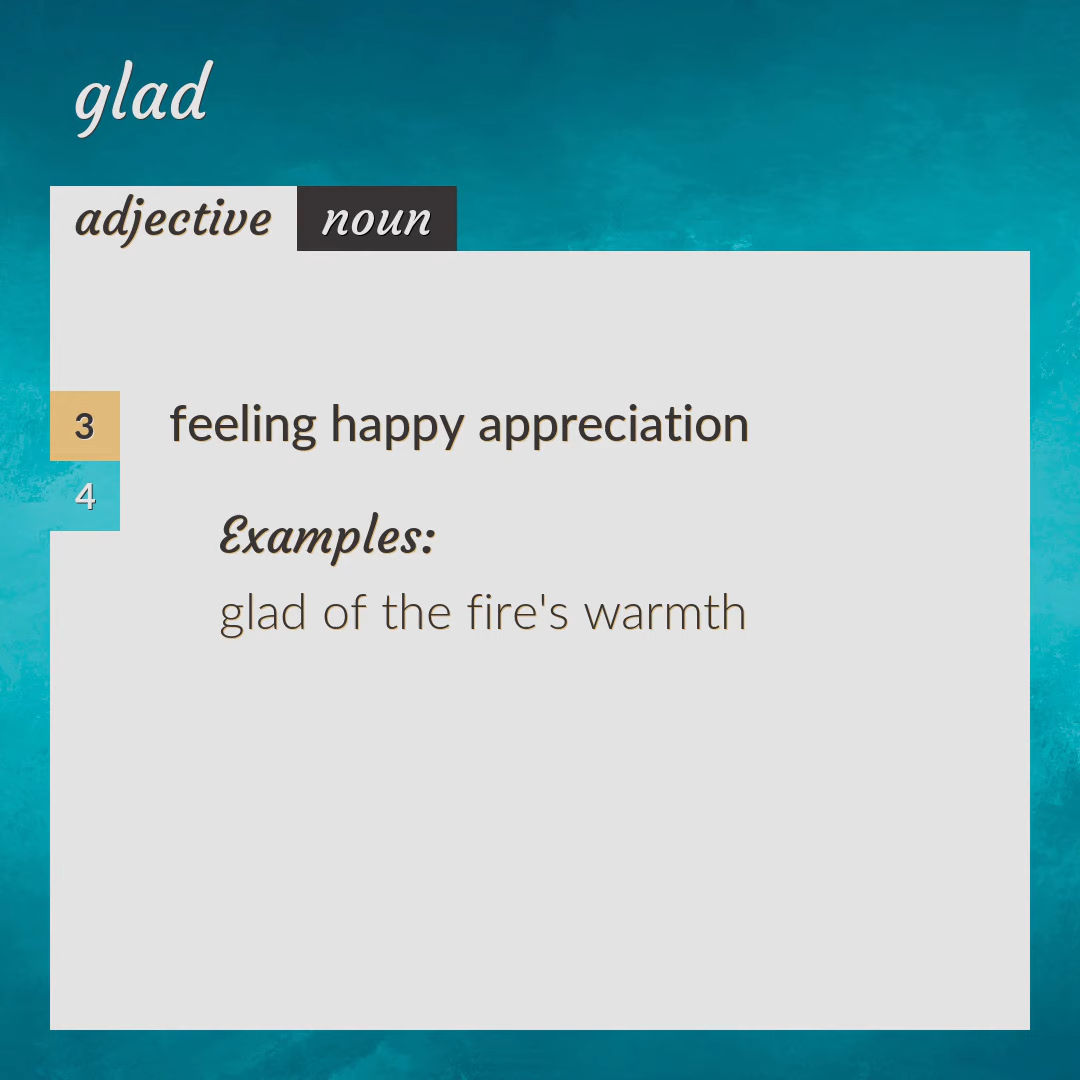 glad
adjective noun
3 feeling happy appreciation
4
Examples:
glad of the fire's warmth